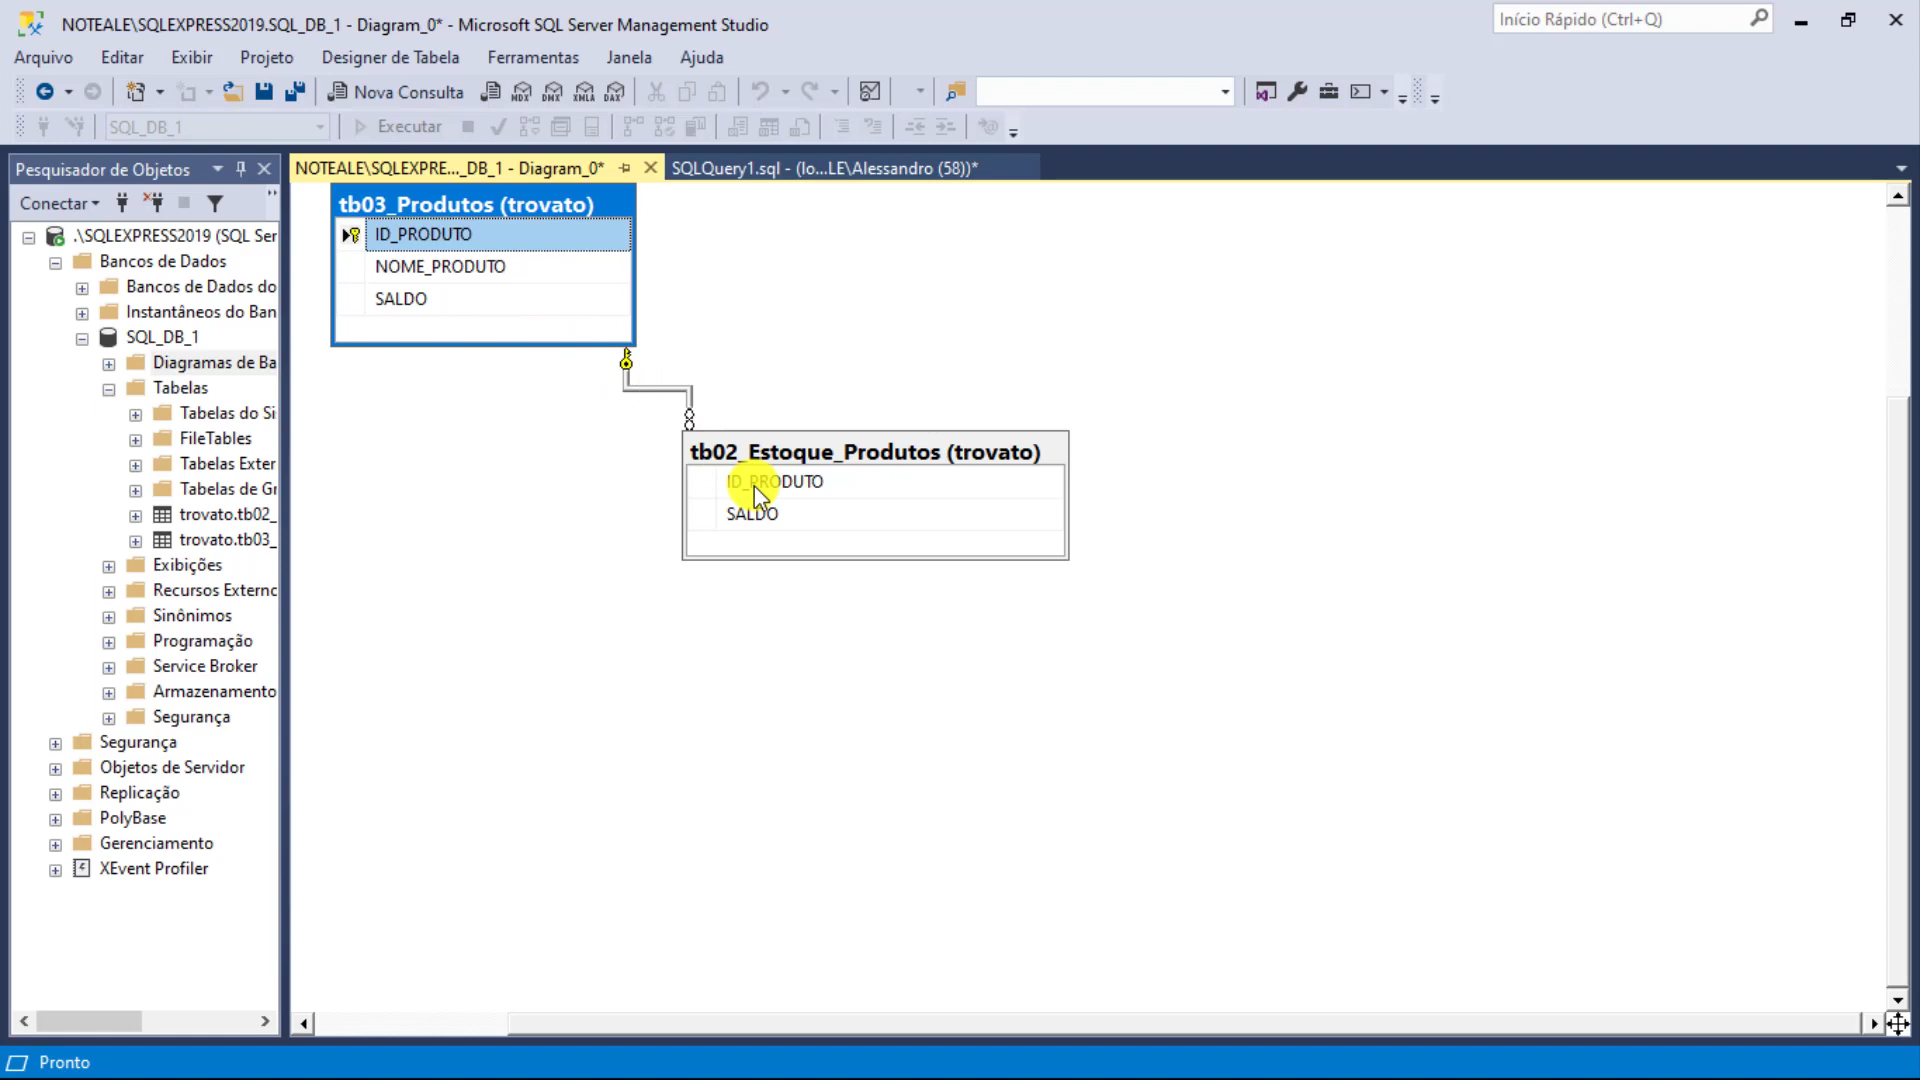 NOTEALE\SQLEXPRESS2019.SQL_DB_1 - Diagram_0* - Microsoft SQL Server Management Studio
Início Rápido (Ctrl+Q)
Arquivo Editar Exibir Projeto Designer de Tabela Ferramentas Janela Ajuda
Nova Consulta MDX DMX XMLA DAX
SQL_DB_1 Executar
Pesquisador de Objetos
NOTEALE\SQLEXPRE..._DB_1 - Diagram_0*
SQLQuery1.sql - (lo...LE\Alessandro (58))*
Conectar
.\SQLEXPRESS2019 (SQL Ser
Bancos de Dados
Bancos de Dados do
Instantâneos do Ban
SQL_DB_1
Diagramas de Ba
Tabelas
Tabelas do Si
FileTables
Tabelas Exter
Tabelas de Gr
trovato.tb02_
trovato.tb03_
Exibições
Recursos Externo
Sinônimos
Programação
Service Broker
Armazenamento
Segurança
Segurança
Objetos de Servidor
Replicação
PolyBase
Gerenciamento
XEvent Profiler
tb03_Produtos (trovato)
ID_PRODUTO
NOME_PRODUTO
SALDO
tb02_Estoque_Produtos (trovato)
ID_PRODUTO
SALDO
Pronto